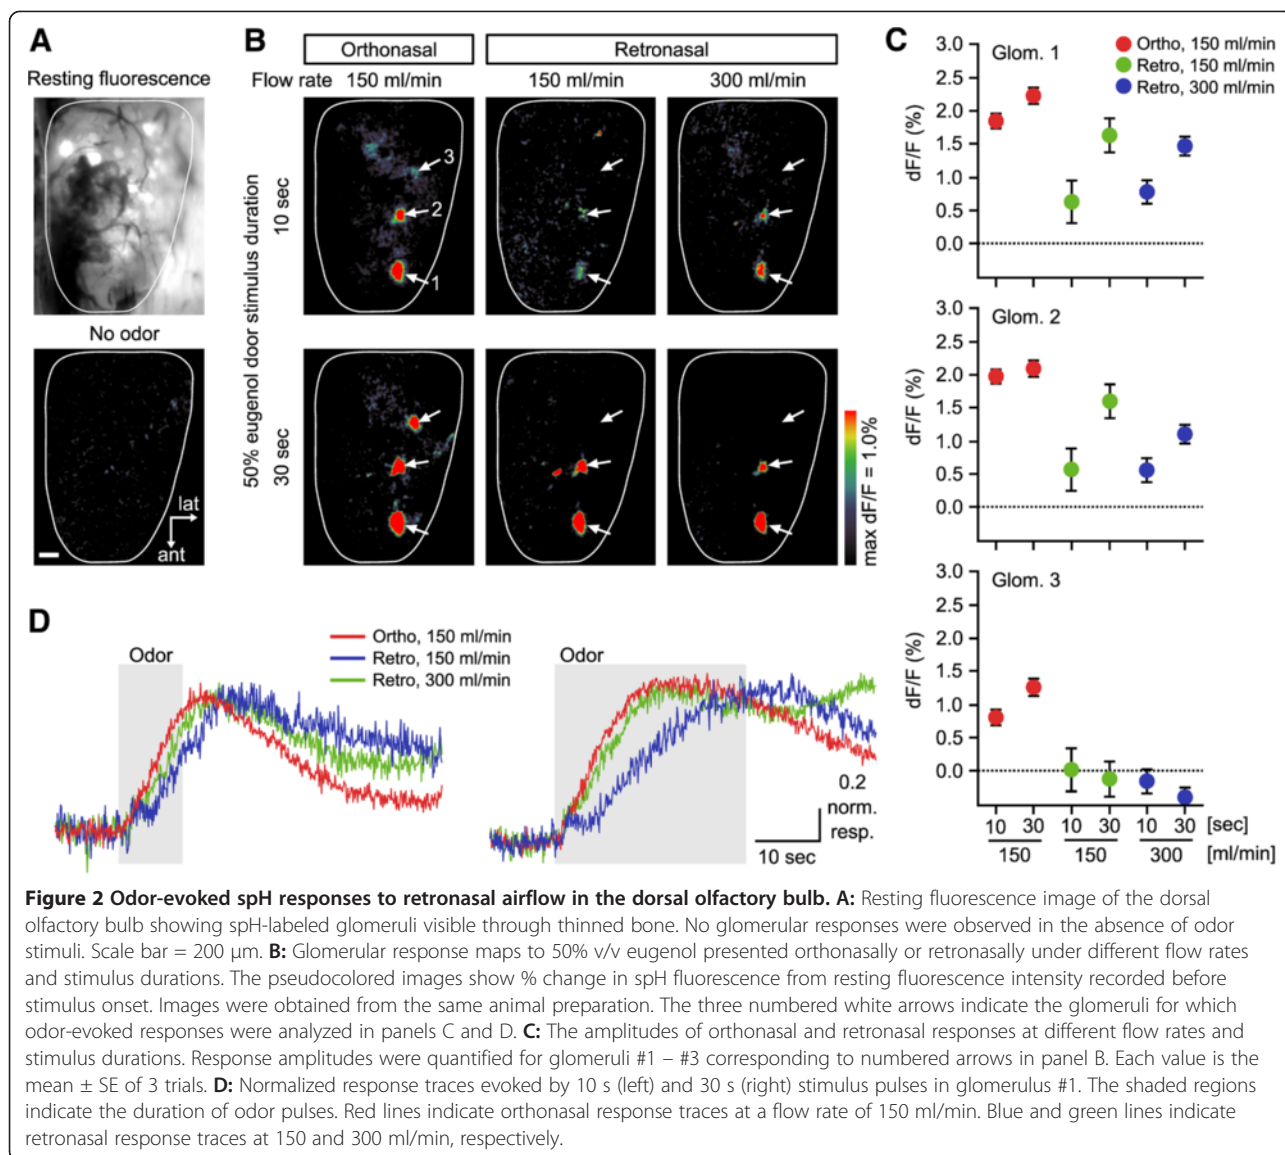 A
Resting fluorescence
No odor
lat
ant
B
Orthonasal
Retronasal
Flow rate 150 ml/min 150 ml/min 300 ml/min
50% eugenol door stimulus duration
10 sec
30 sec
3
2
1
max dF/F = 1.0%
C
Ortho, 150 ml/min
Retro, 150 ml/min
Retro, 300 ml/min
Glom. 1
dF/F (%)
3.0
2.5
2.0
1.5
1.0
0.5
0.0
Glom. 2
dF/F (%)
3.0
2.5
2.0
1.5
1.0
0.5
0.0
Glom. 3
dF/F (%)
3.0
2.5
2.0
1.5
1.0
0.5
0.0
10 30 10 30 10 30 [sec]
150 150 300 [ml/min]
D
Ortho, 150 ml/min
Retro, 150 ml/min
Retro, 300 ml/min
Odor
Odor
0.2
norm.
resp.
10 sec
Figure 2 Odor-evoked spH responses to retronasal airflow in the dorsal olfactory bulb. A: Resting fluorescence image of the dorsal
olfactory bulb showing spH-labeled glomeruli visible through thinned bone. No glomerular responses were observed in the absence of odor
stimuli. Scale bar = 200 μm. B: Glomerular response maps to 50% v/v eugenol presented orthonasally or retronasally under different flow rates
and stimulus durations. The pseudocolored images show % change in spH fluorescence from resting fluorescence intensity recorded before
stimulus onset. Images were obtained from the same animal preparation. The three numbered white arrows indicate the glomeruli for which
odor-evoked responses were analyzed in panels C and D. C: The amplitudes of orthonasal and retronasal responses at different flow rates and
stimulus durations. Response amplitudes were quantified for glomeruli #1 – #3 corresponding to numbered arrows in panel B. Each value is the
mean ± SE of 3 trials. D: Normalized response traces evoked by 10 s (left) and 30 s (right) stimulus pulses in glomerulus #1. The shaded regions
indicate the duration of odor pulses. Red lines indicate orthonasal response traces at a flow rate of 150 ml/min. Blue and green lines indicate
retronasal response traces at 150 and 300 ml/min, respectively.